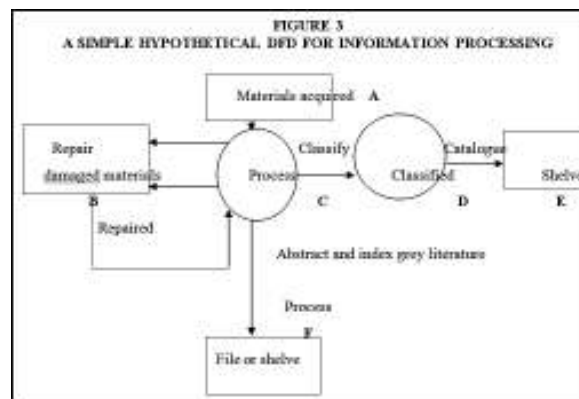 FIGURE 3
A SIMPLE HYPOTHETICAL DFD FOR INFORMATION PROCESSING
Materials acquired A
Repair
damaged materials
B
Process
Classify
C
Classified
Catalogue
D
Shelve
E
Repaired
Abstract and index grey literature
Process
F
File or shelve